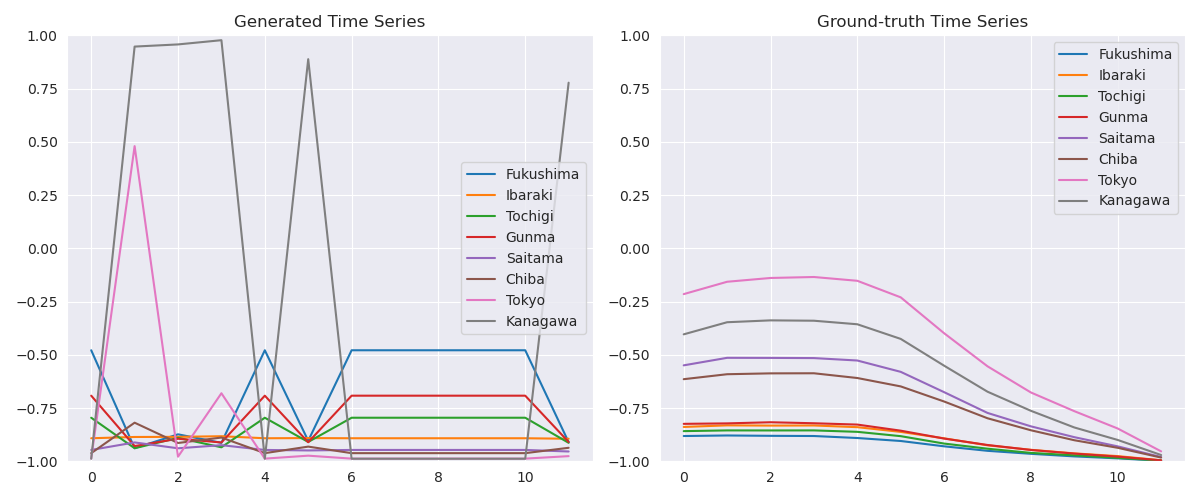 Generated Time Series
1.00
0.75
0.50
0.25
0.00
−0.25
−0.50
−0.75
−1.00
0 2 4 6 8 10
Fukushima
Ibaraki
Tochigi
Gunma
Saitama
Chiba
Tokyo
Kanagawa
Ground-truth Time Series
1.00
0.75
0.50
0.25
0.00
−0.25
−0.50
−0.75
−1.00
0 2 4 6 8 10
Fukushima
Ibaraki
Tochigi
Gunma
Saitama
Chiba
Tokyo
Kanagawa